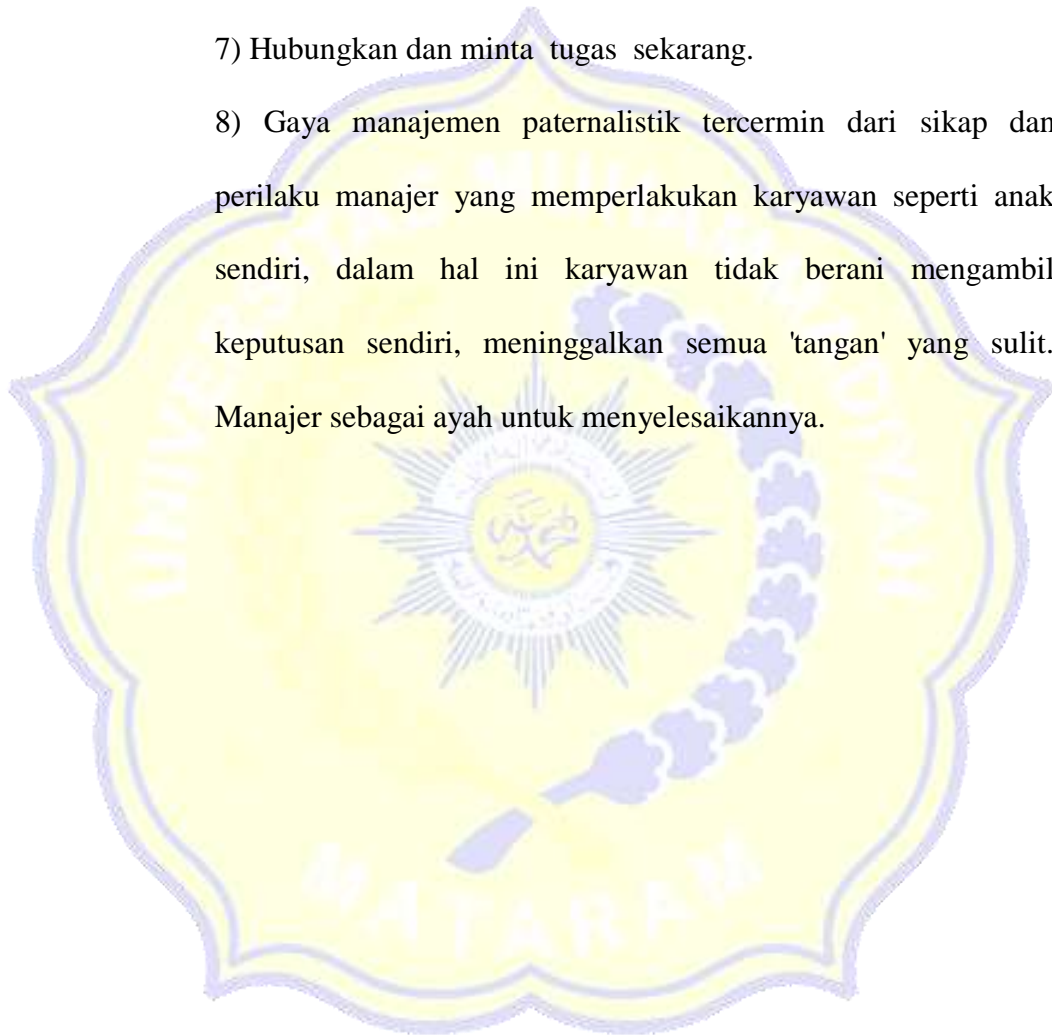 7) Hubungkan dan minta tugas sekarang.
8) Gaya manajemen paternalistik tercermin dari sikap dan
perilaku manajer yang memperlakukan karyawan seperti anak
sendiri, dalam hal ini karyawan tidak berani mengambil
keputusan sendiri, meninggalkan semua 'tangan' yang sulit.
Manajer sebagai ayah untuk menyelesaikannya.
UNIVERSITAS MUHAMMADIYAH
MATARAM